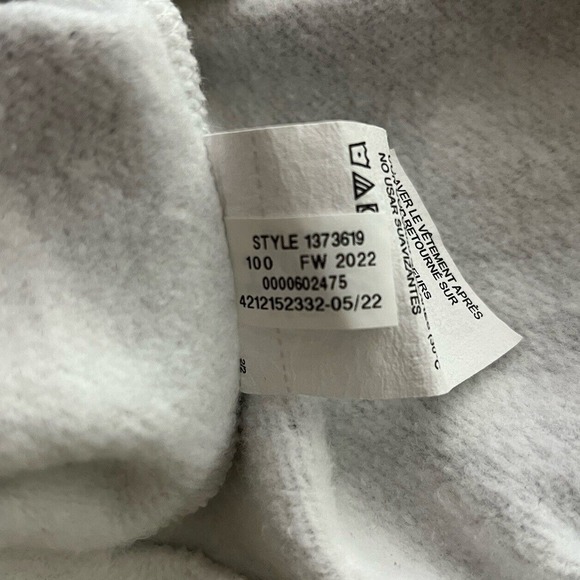 STYLE 1373619
100 FW 2022
0000602475
4212152332-05/22
NO USAR SUAVIZANTES
VER LE VÊTEMENT APRÈS
RETOURNÉ SUR